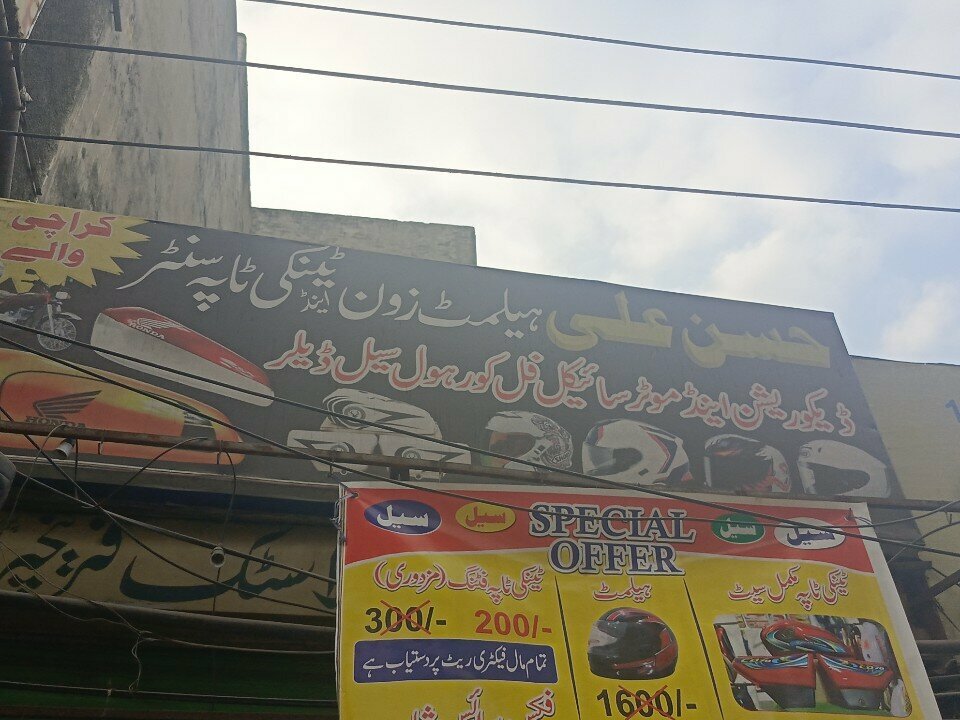 کراچی
والے
حسن علی ہیلمٹ زون اینڈ ٹینکی ٹاپہ سنٹر
ڈیکوریشن اینڈ موٹر سائیکل فل کور ہول سیل ڈیلر
HONDA
HONDA
سیل سیل SPECIAL سیل سیل
OFFER
ٹینکی ٹاپہ فٹنگ (مزدوری)
300/- 200/-
تمام مال فیکٹری ریٹ پر دستیاب ہے
فکس
ہیلمٹ
1600/-
ٹینکی ٹاپہ مکمل سیٹ